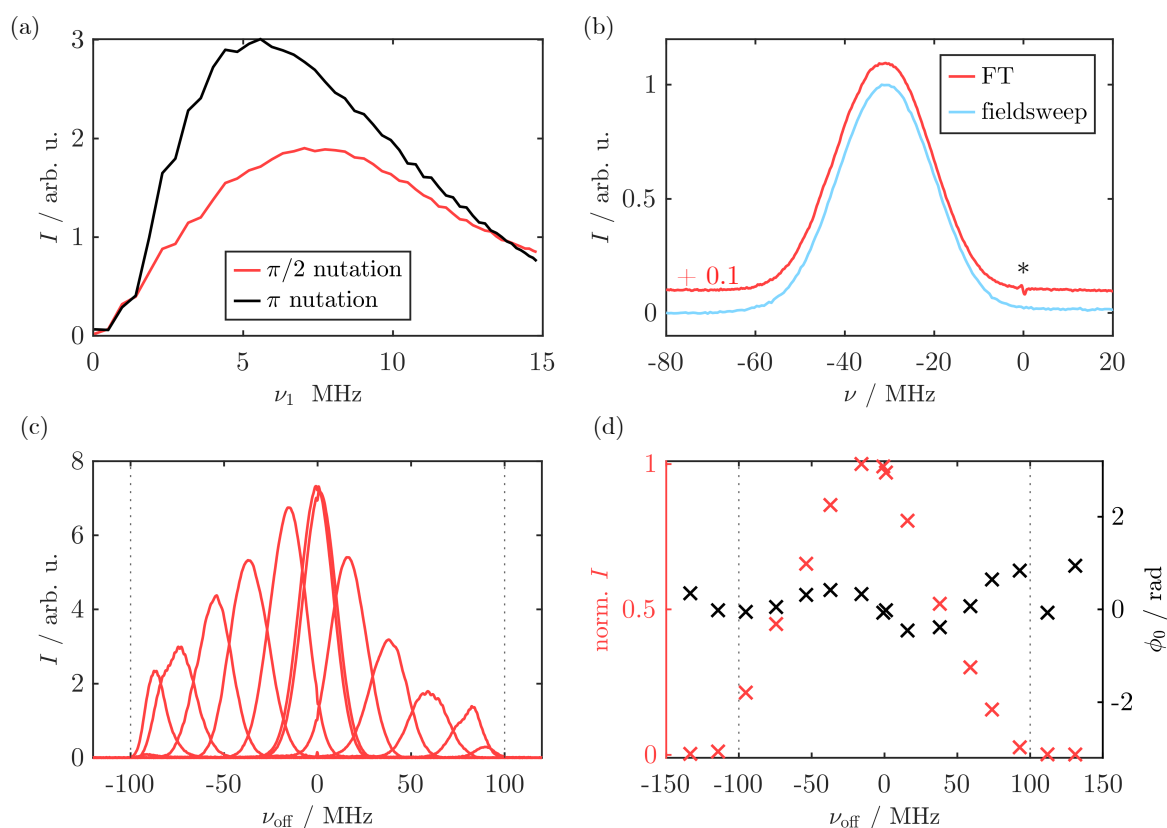 (a)
3
2
1
0
I / arb. u.
π/2 nutation
π nutation
0 5 10 15
ν₁ MHz
(b)
1
0.5
0
I / arb. u.
FT
fieldsweep
+ 0.1
*
-80 -60 -40 -20 0 20
ν / MHz
(c)
8
6
4
2
0
I / arb. u.
-100 -50 0 50 100
ν_off / MHz
(d)
1
0.5
0
norm. I
2
0
-2
ϕ₀ / rad
-150 -100 -50 0 50 100 150
ν_off / MHz